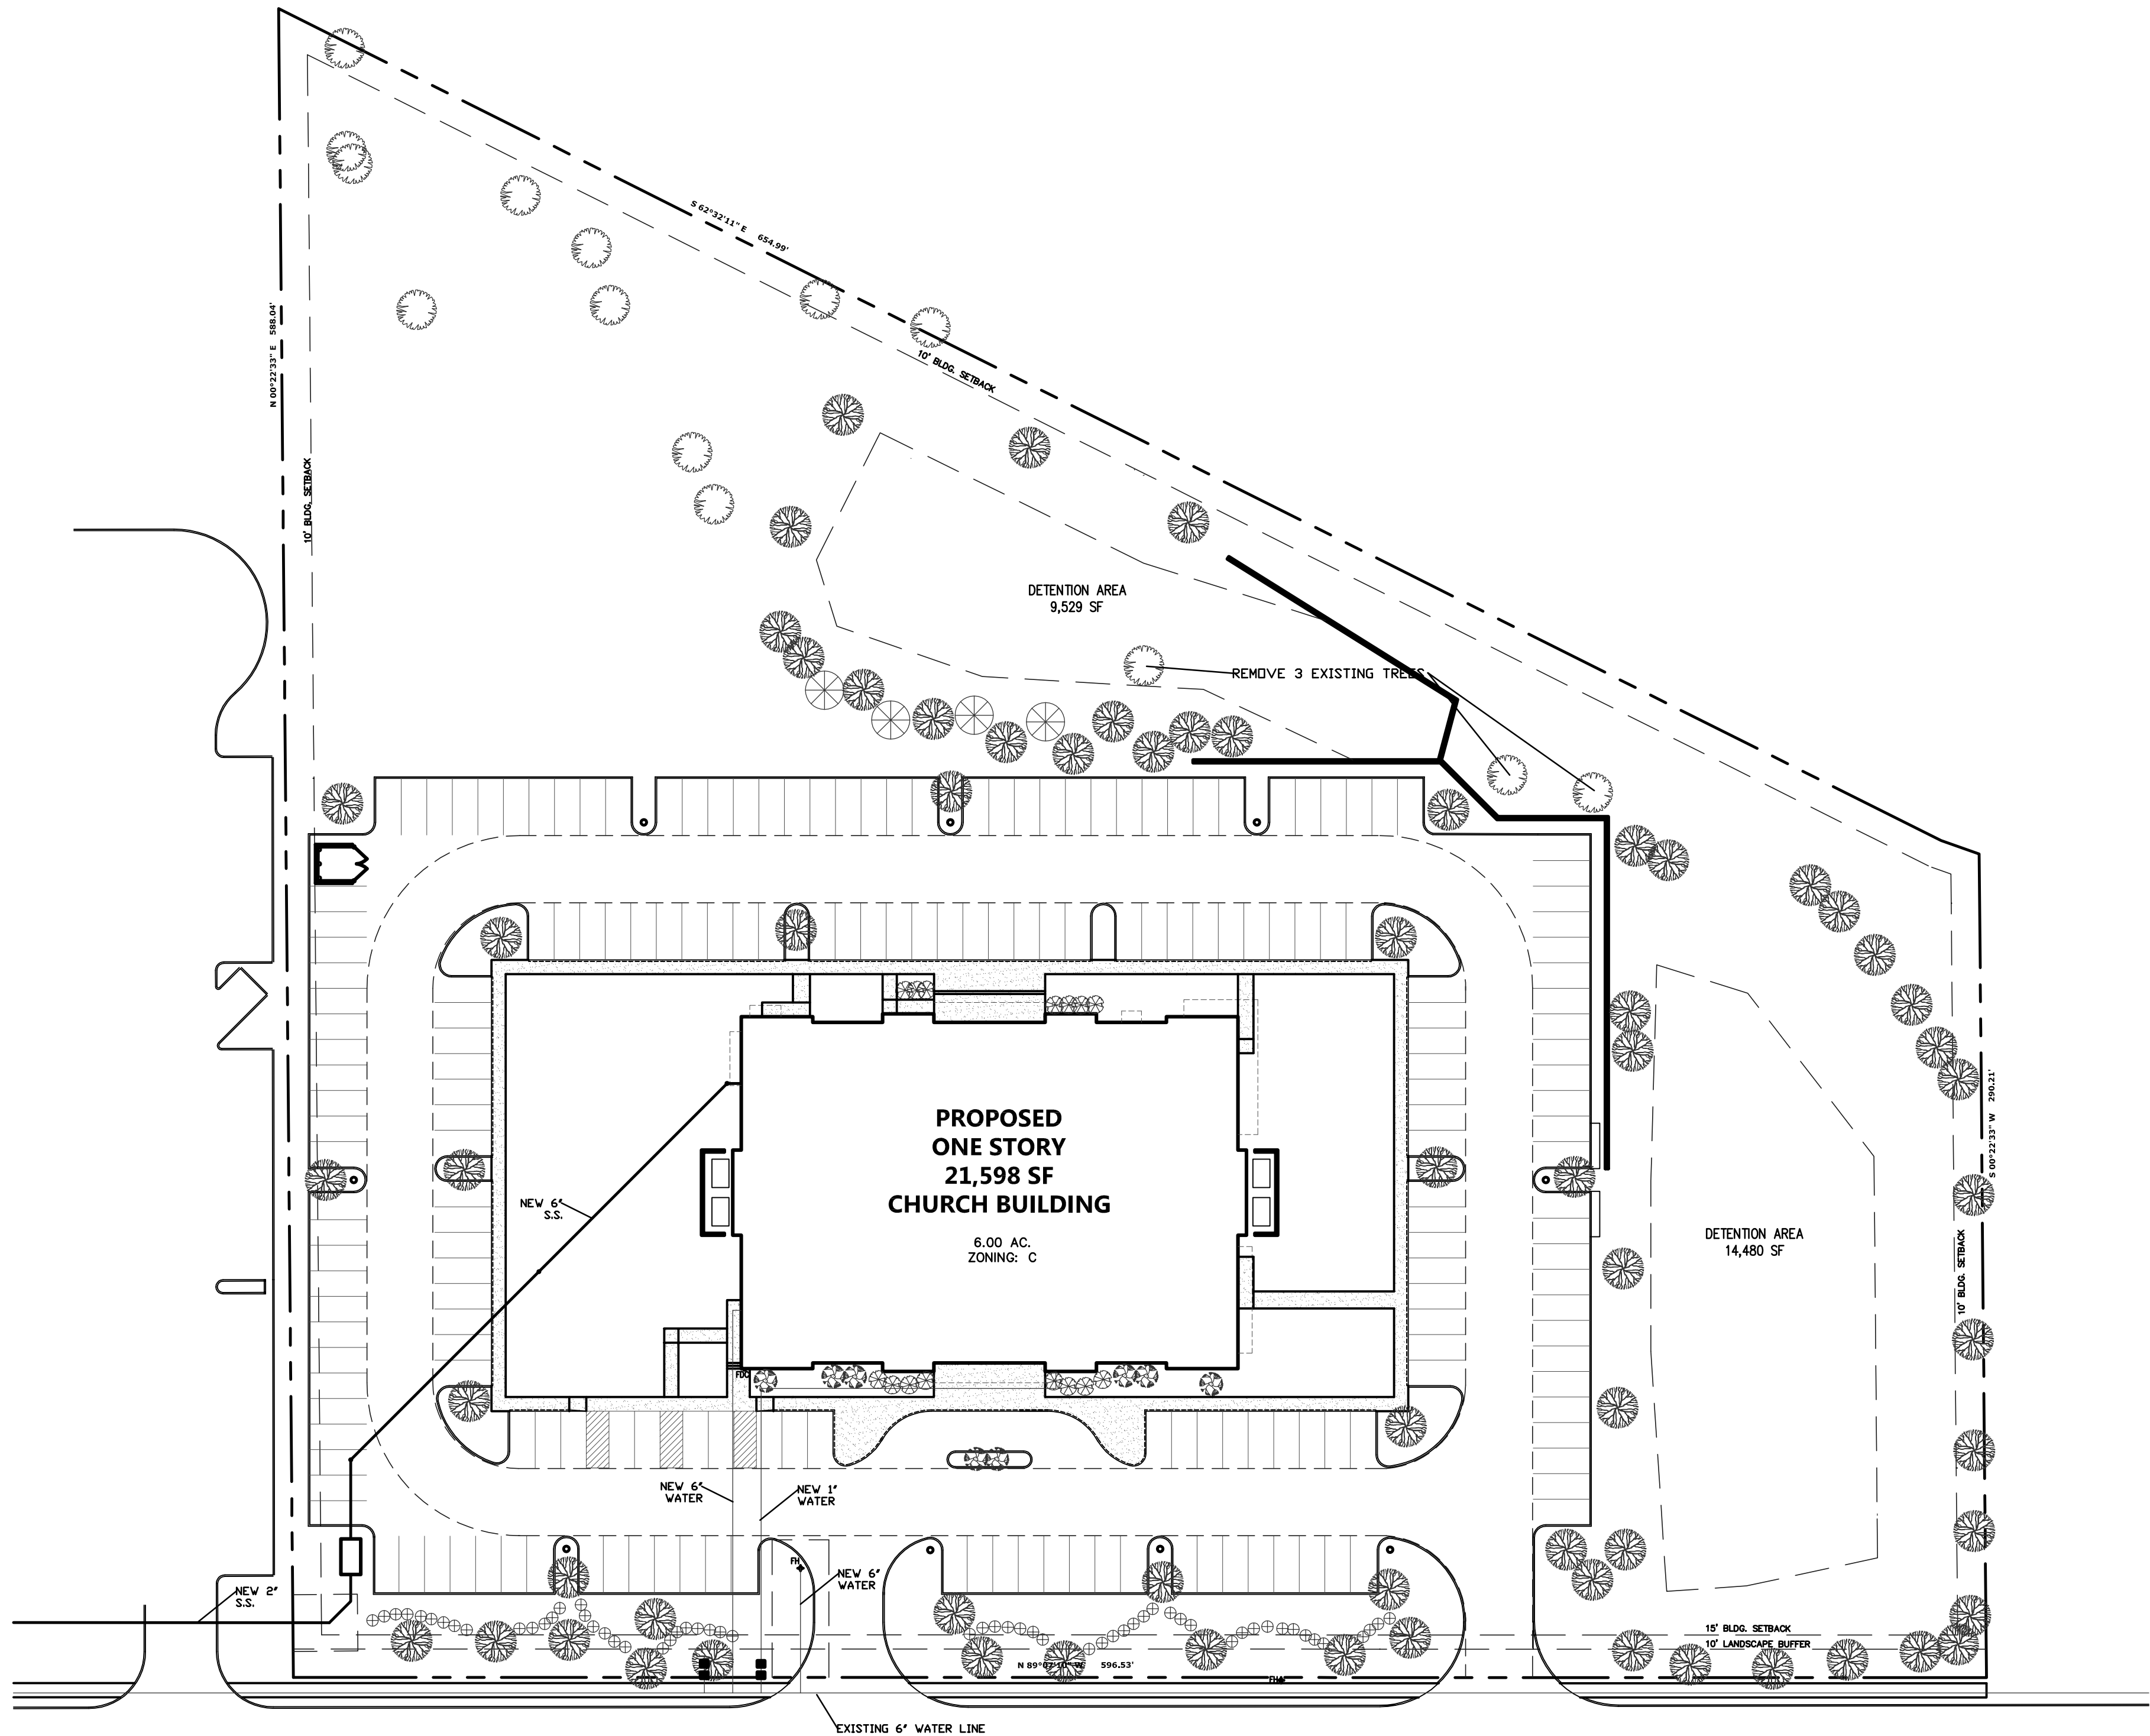 S 62°32'11" E 654.99'
N 00°22'33" E 588.04'
10' BLDG. SETBACK
10' BLDG. SETBACK
DETENTION AREA
9,529 SF
REMOVE 3 EXISTING TREES
PROPOSED
ONE STORY
21,598 SF
CHURCH BUILDING
6.00 AC.
ZONING: C
NEW 6"
S.S.
S 00°22'33" W 290.21'
DETENTION AREA
14,480 SF
10' BLDG. SETBACK
FDC
NEW 6"
WATER
NEW 1"
WATER
FH
NEW 6"
WATER
NEW 2"
S.S.
15' BLDG. SETBACK
10' LANDSCAPE BUFFER
N 89°07'10" W 596.53'
FH
EXISTING 6" WATER LINE